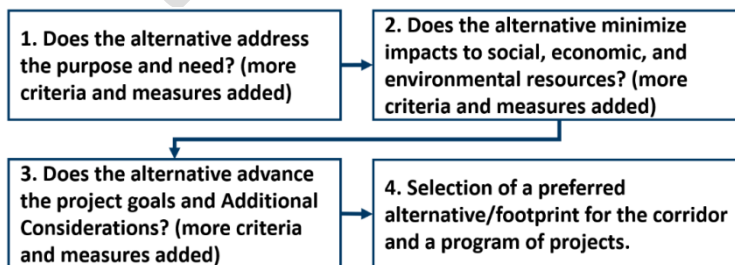 1. Does the alternative address
the purpose and need? (more
criteria and measures added)
2. Does the alternative minimize
impacts to social, economic, and
environmental resources? (more
criteria and measures added)
3. Does the alternative advance
the project goals and Additional
Considerations? (more criteria
and measures added)
4. Selection of a preferred
alternative/footprint for the corridor
and a program of projects.